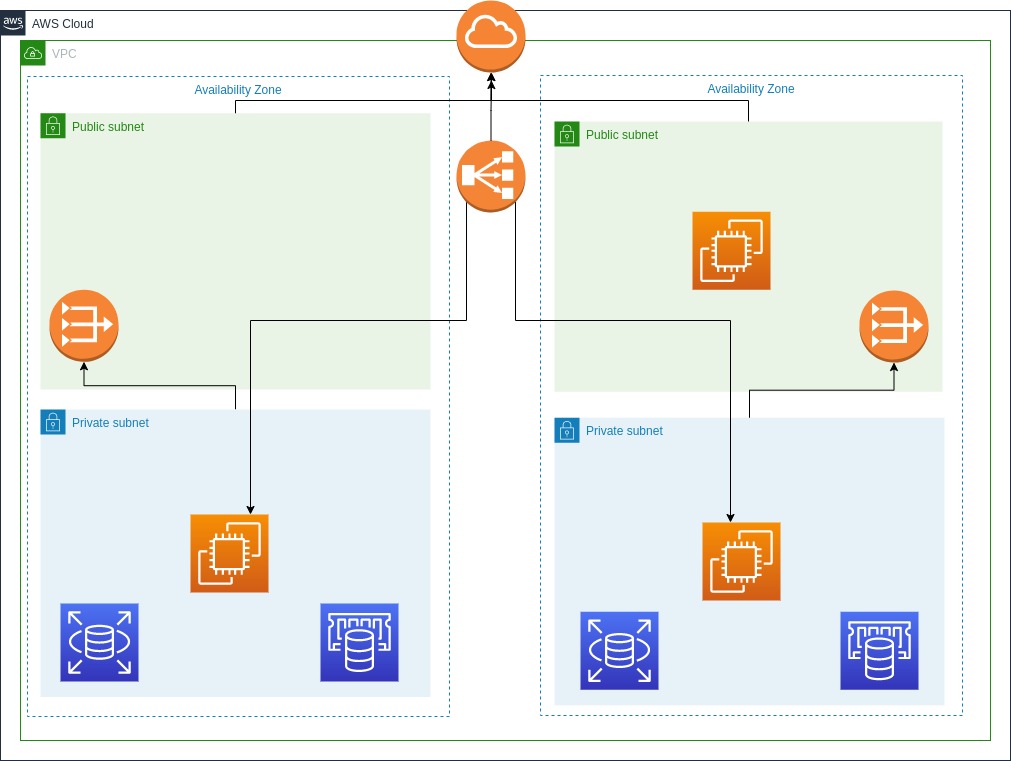 aws
AWS Cloud
VPC
Availability Zone
Availability Zone
Public subnet
Public subnet
Private subnet
Private subnet